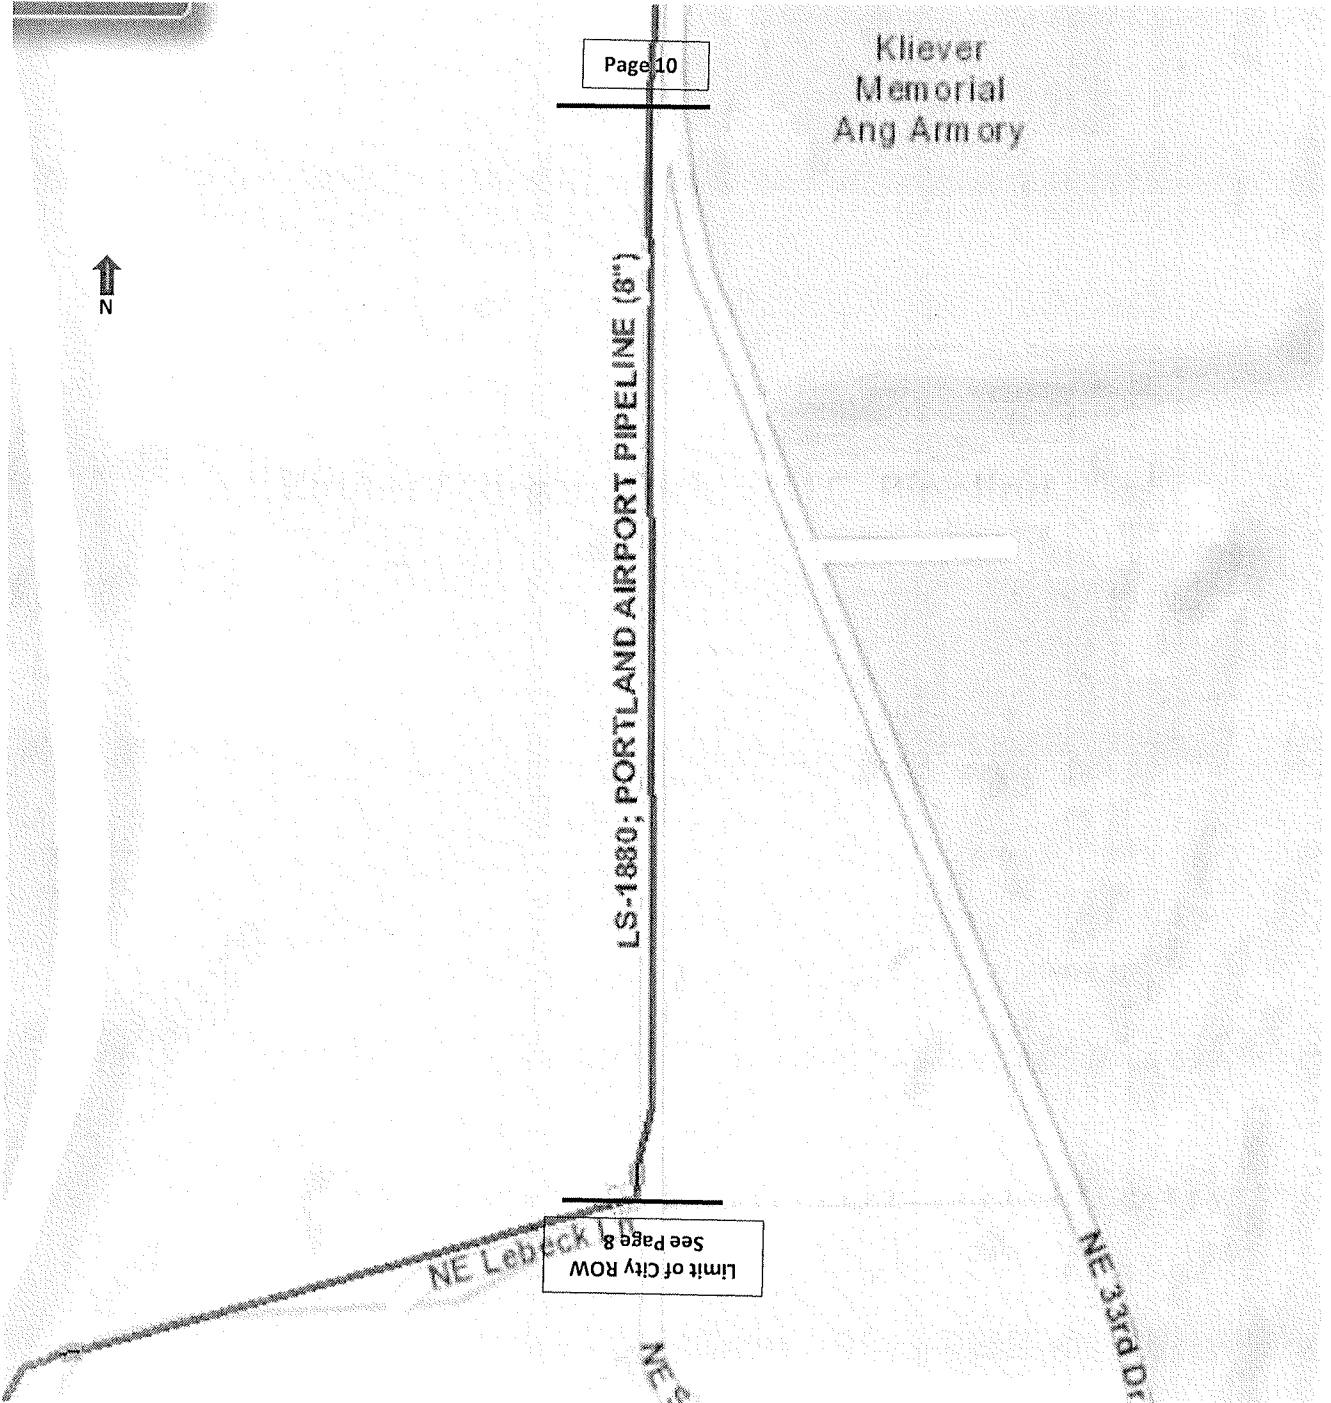 Page 10
Kliever
Memorial
Ang Armory
N
LS-1880; PORTLAND AIRPORT PIPELINE (8")
Limit of City ROW
See Page 8
NE Lebeck Ln
NE 33rd Dr
NE